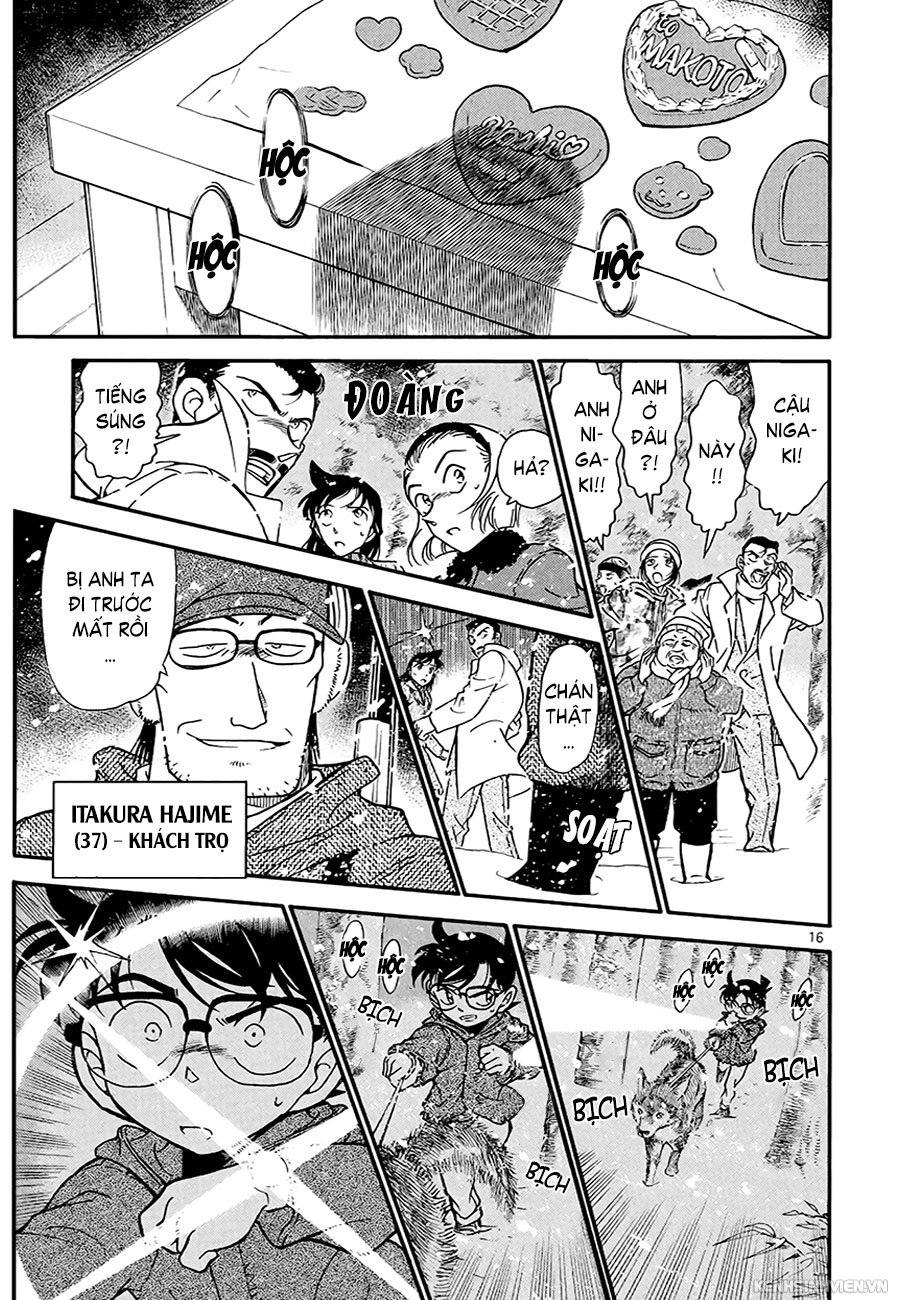 TO
MAKOTO
HỘC
HỘC
HỘC
CẬU
NIGA-
KI!
NÀY
!!
ANH
Ở
ĐÂU
?!
ANH
NI-
GA-
KI!!
HẢ?
ĐOÀNG
TIẾNG
SÚNG
?!
CHÁN
THẬT
...
SOẠT
BỊ ANH TA
ĐI TRƯỚC
MẤT RỒI
...
ITAKURA HAJIME
(37) – KHÁCH TRỌ
16
HỘC
HỘC
HỘC
BỊCH
BỊCH
HỘC
HỘC
BỊCH
BỊCH